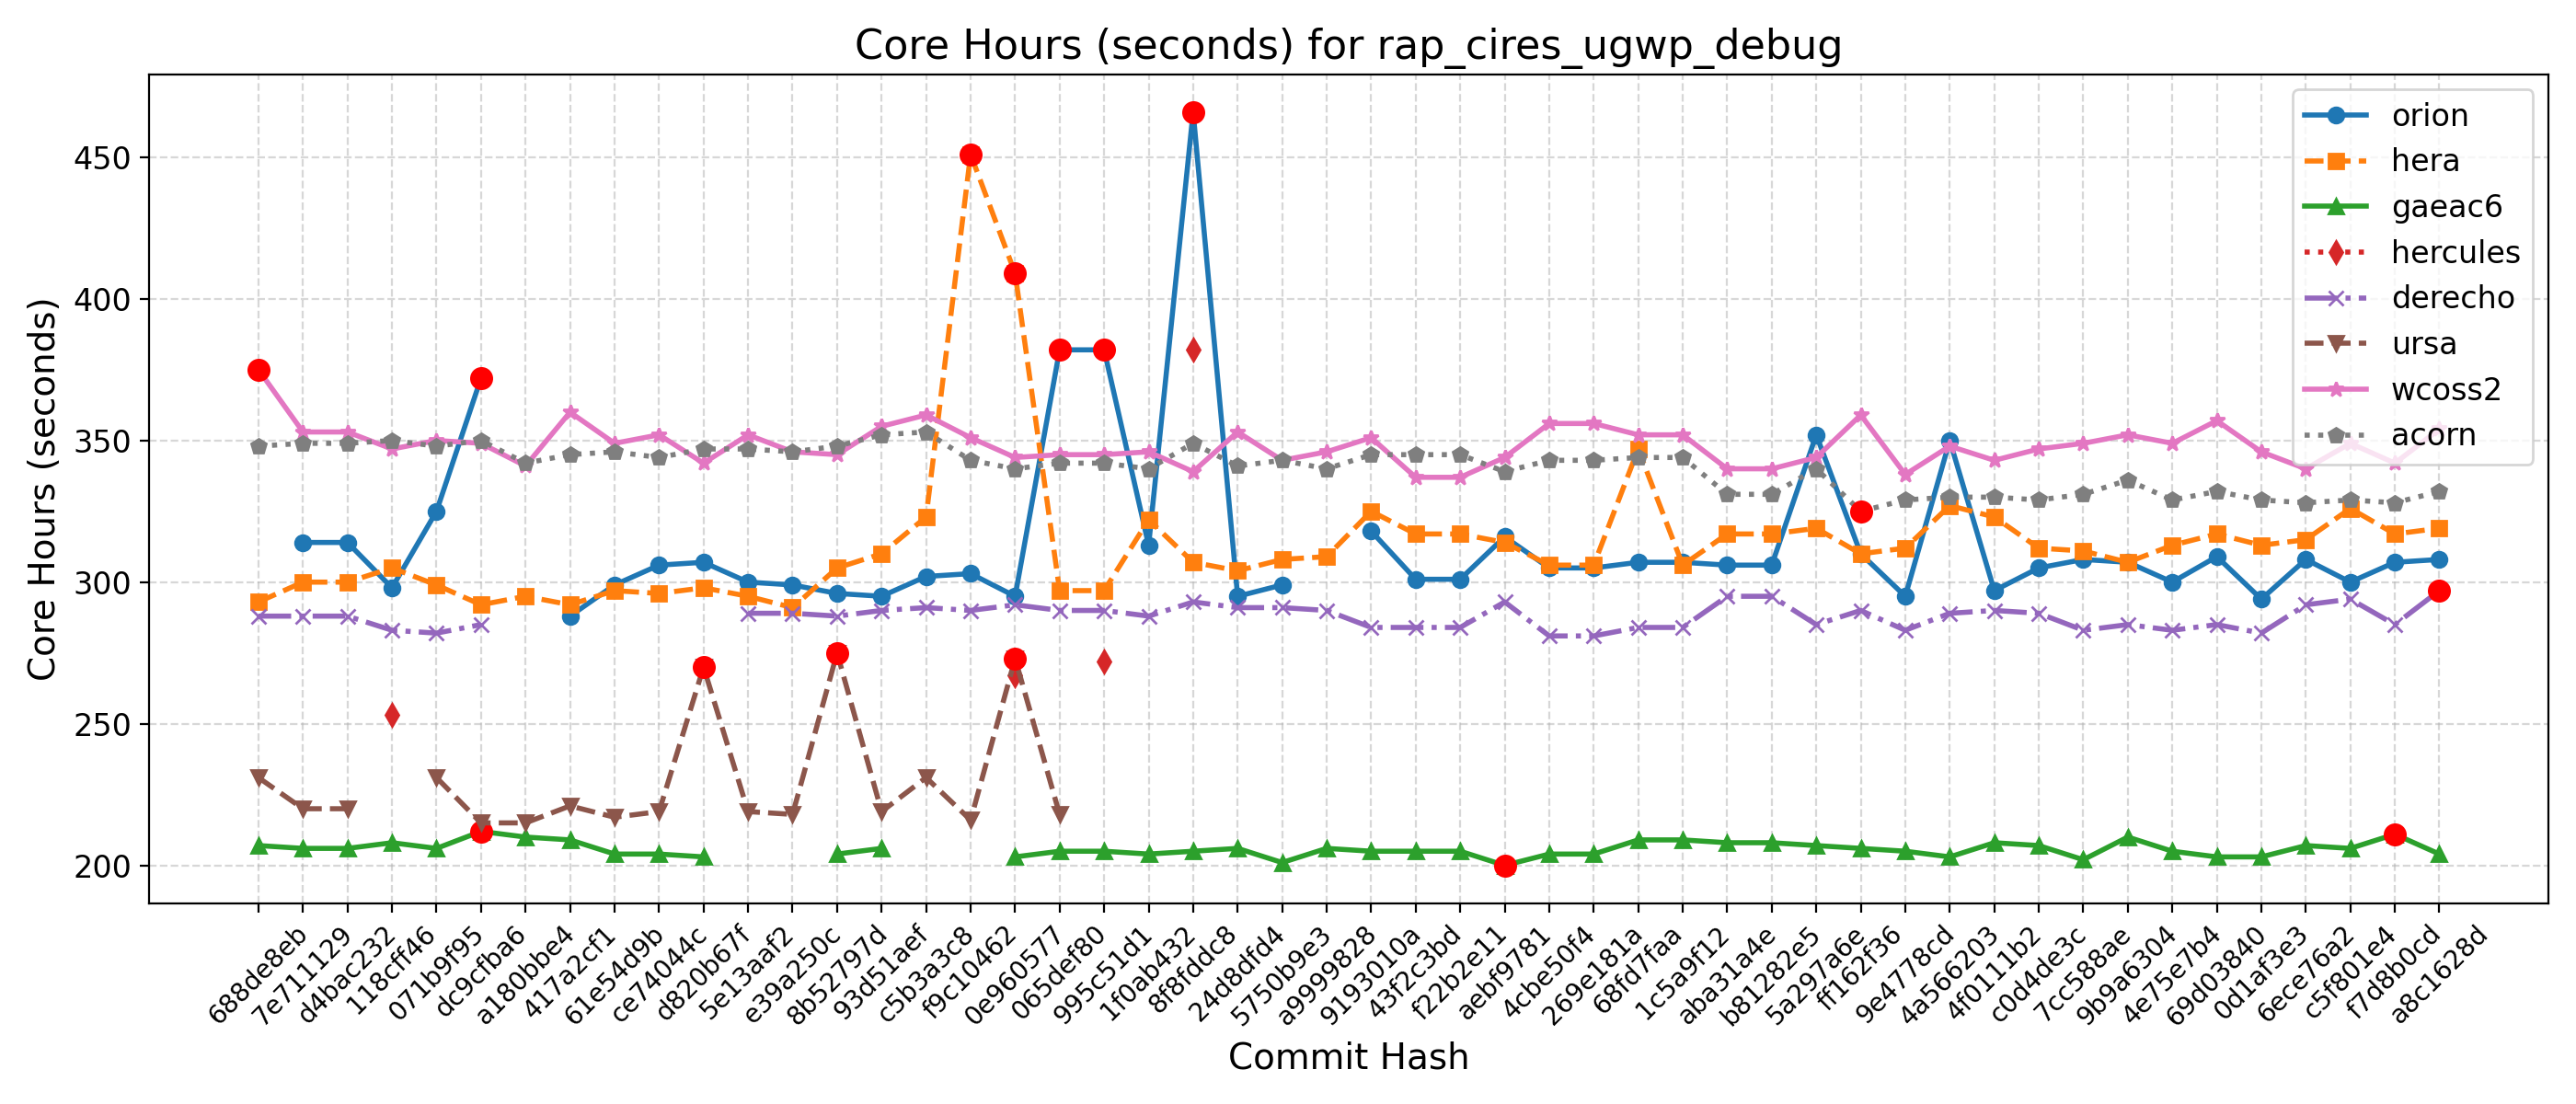 Core Hours (seconds) for rap_cires_ugwp_debug
Core Hours (seconds)
450
400
350
300
250
200
orion
hera
gaeac6
hercules
derecho
ursa
wcoss2
acorn
688de8eb
7e711129
d4bac232
118cff46
071b9f95
dc9cfba6
a180bbe4
417a2cf1
61e54d9b
ce74044c
d820b67f
5e13aaf2
e39a250c
8b52797d
93d51aef
c5b3a3c8
f9c10462
0e960577
065def80
995c51d1
1f0ab432
8f8fddc8
24d8dfd4
5750b9e3
a9999828
9193010a
43f2c3bd
f22b2e11
aebf9781
4cbe50f4
269e181a
68fd7faa
1c5a9f12
aba31a4e
b81282e5
5a297a6e
ff162f36
9e4778cd
4a566203
4f0111b2
c0d4de3c
7cc588ae
9b9a6304
4e75e7b4
69d03840
0d1af3e3
6ece76a2
c5f801e4
f7d8b0cd
a8c1628d
Commit Hash